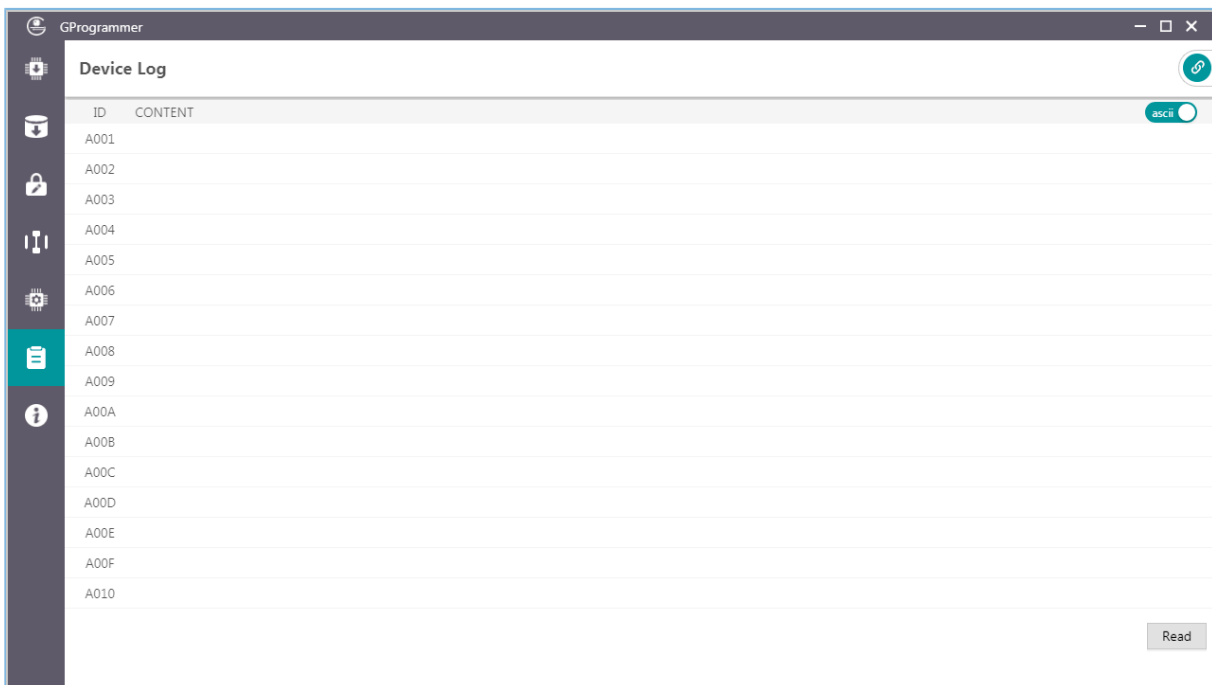 GProgrammer
Device Log
ID CONTENT ascii
A001
A002
A003
A004
A005
A006
A007
A008
A009
A00A
A00B
A00C
A00D
A00E
A00F
A010
Read